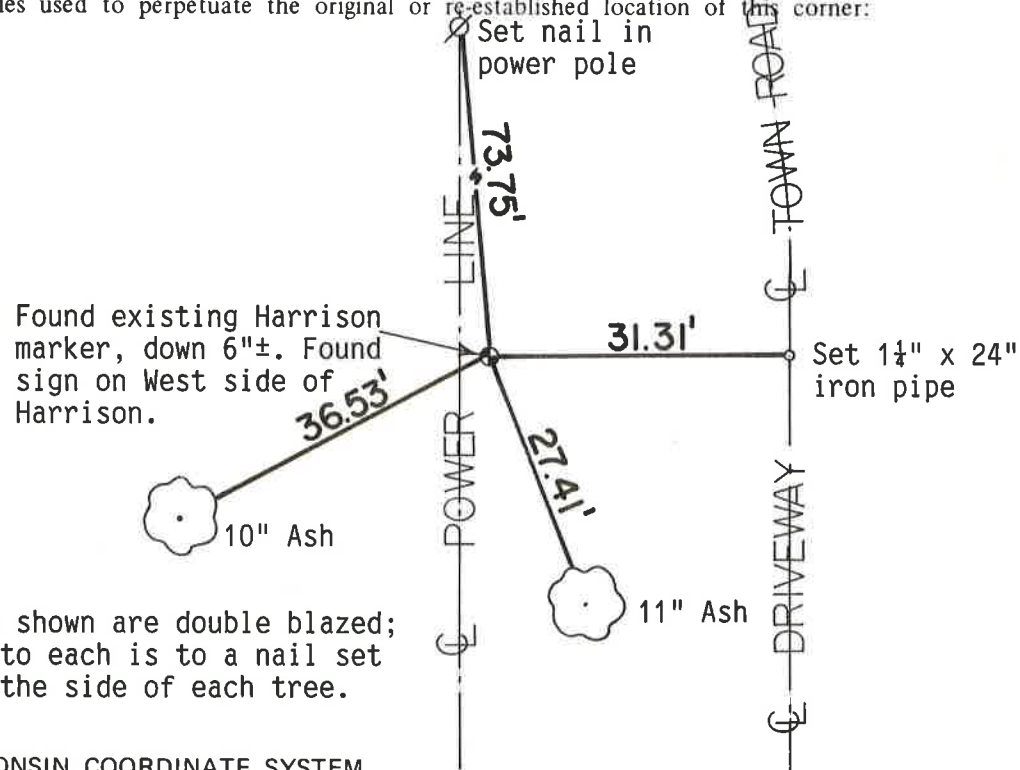 les used to perpetuate the original or re-established location of this corner:
Set nail in
power pole
73.75'
TOWN ROAD
POWER LINE
℄
Found existing Harrison
marker, down 6"±. Found
sign on West side of
Harrison.
31.31'
Set 1¼" x 24"
iron pipe
36.53'
27.41'
10" Ash
11" Ash
DRIVEWAY
shown are double blazed;
to each is to a nail set
the side of each tree.
℄
℄
ONSIN COORDINATE SYSTEM